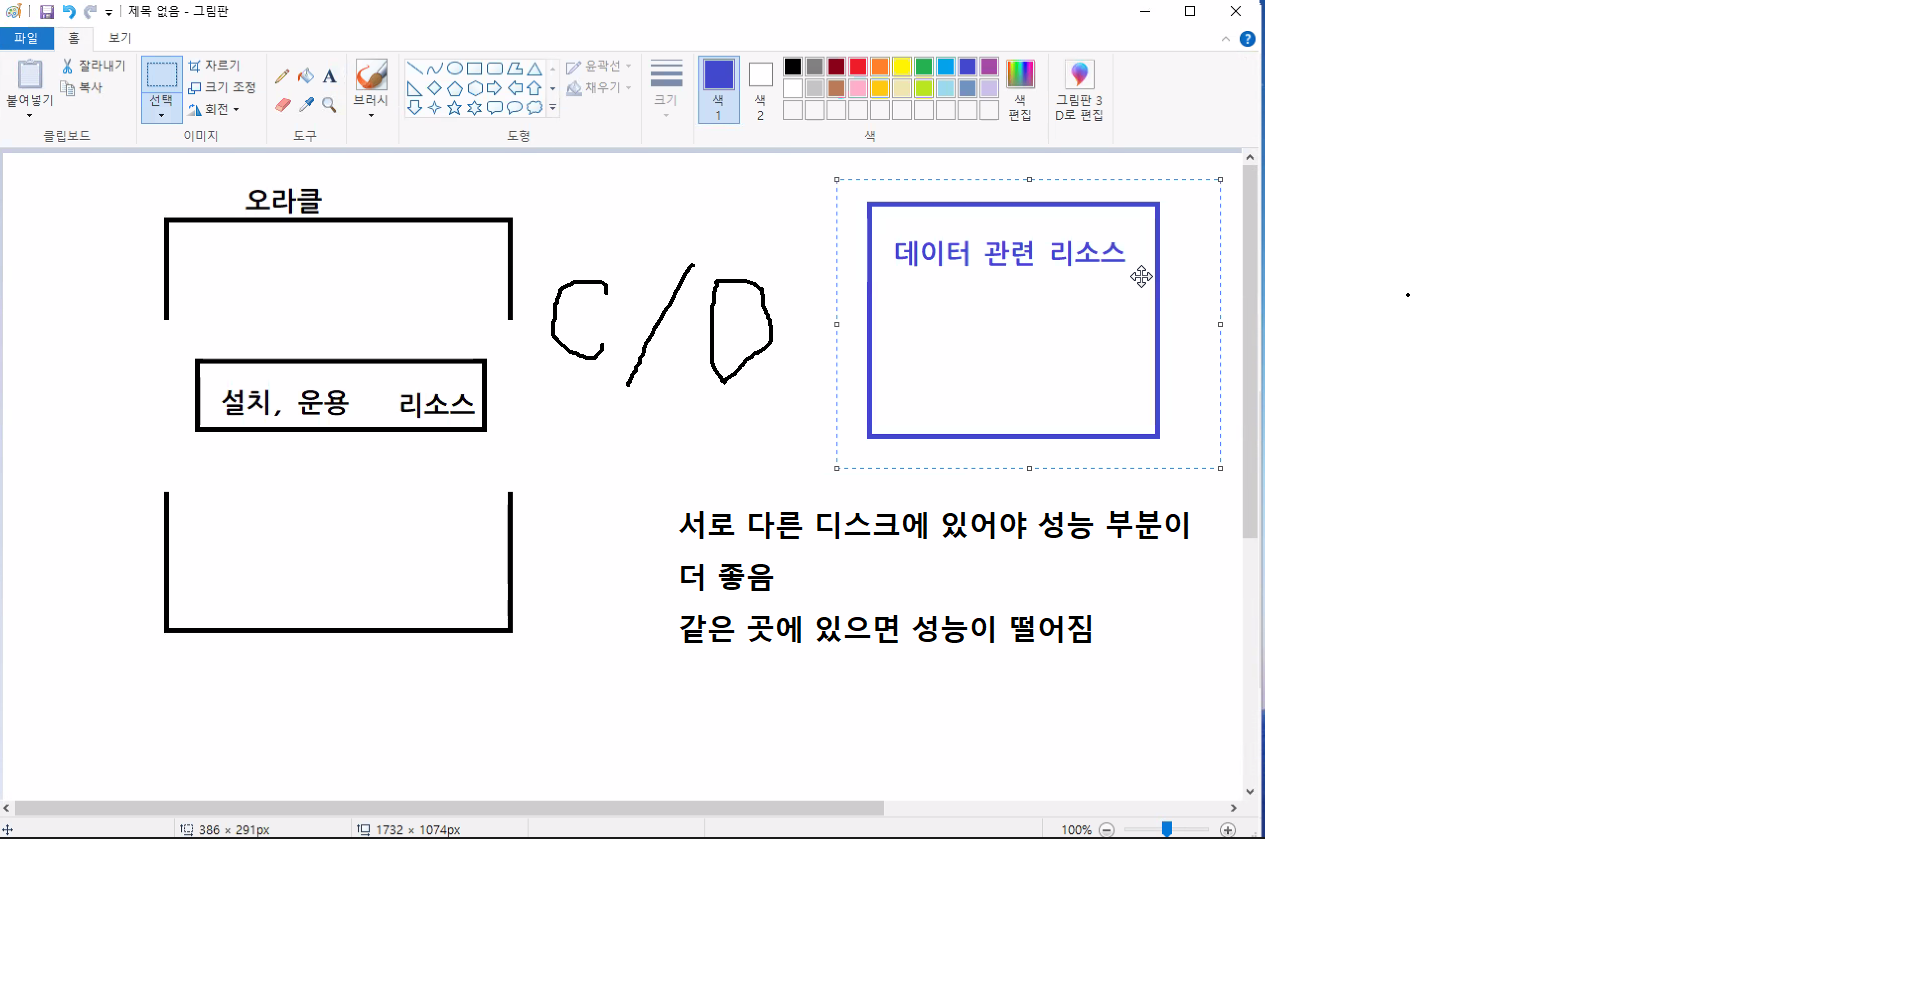 제목 없음 - 그림판
파일 홈 보기
붙여넣기
잘라내기
복사
클립보드
선택
자르기
크기 조정
회전
이미지
A
도구
브러시
윤곽선
채우기
도형
크기
색
1
색
2
색
편집
색
그림판 3
D로 편집
오라클
C/D
설치, 운용 리소스
데이터 관련 리소스
서로 다른 디스크에 있어야 성능 부분이
더 좋음
같은 곳에 있으면 성능이 떨어짐
386 × 291px
1732 × 1074px
100%